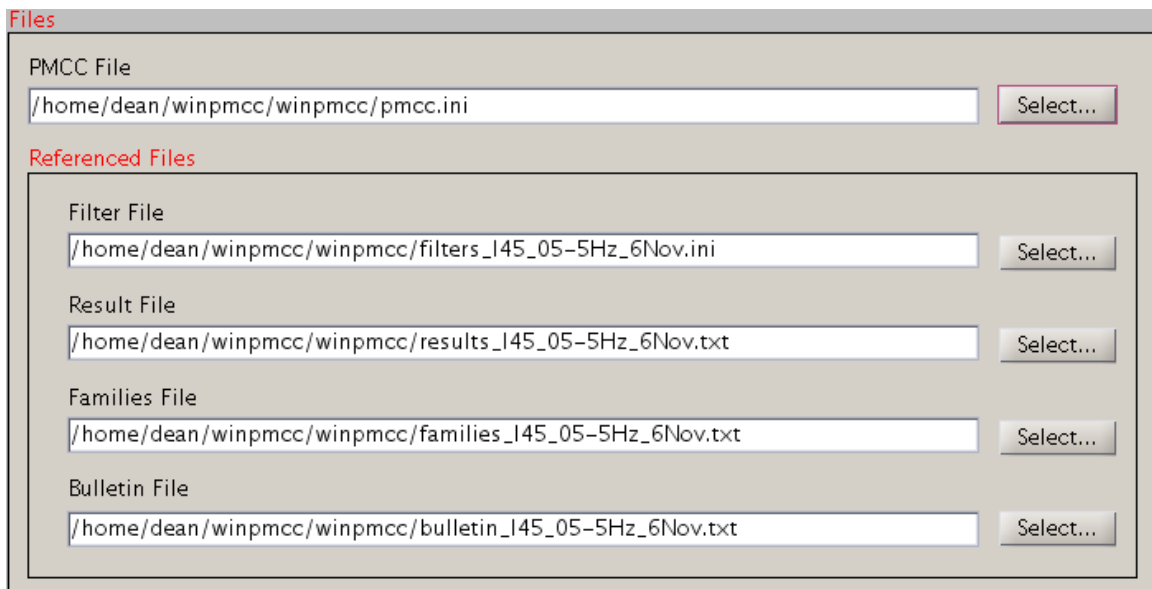 Files
PMCC File
/home/dean/winpmcc/winpmcc/pmcc.ini
Select...
Referenced Files
Filter File
/home/dean/winpmcc/winpmcc/filters_I45_05-5Hz_6Nov.ini
Select...
Result File
/home/dean/winpmcc/winpmcc/results_I45_05-5Hz_6Nov.txt
Select...
Families File
/home/dean/winpmcc/winpmcc/families_I45_05-5Hz_6Nov.txt
Select...
Bulletin File
/home/dean/winpmcc/winpmcc/bulletin_I45_05-5Hz_6Nov.txt
Select...